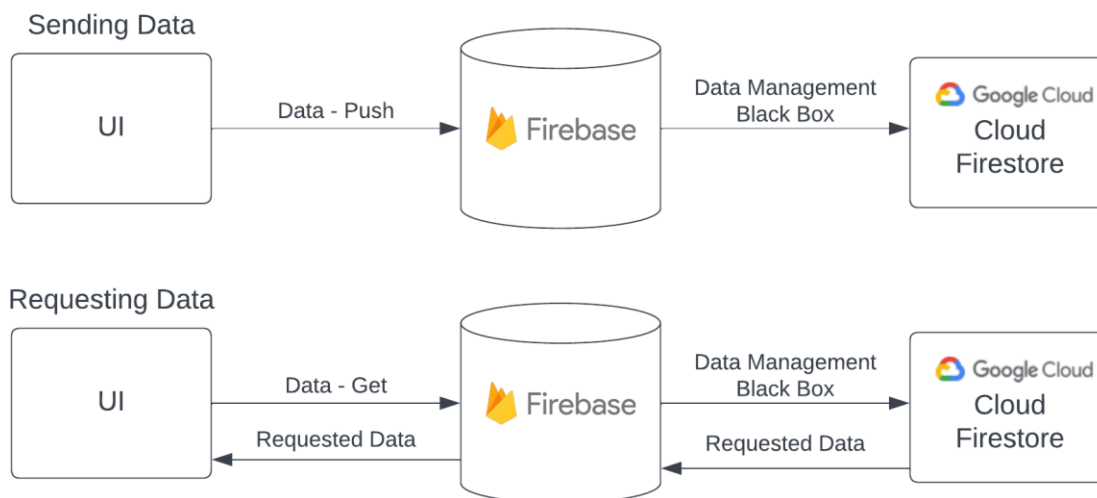 Sending Data
UI
Data - Push
Firebase
Data Management
Black Box
Google Cloud
Cloud
Firestore
Requesting Data
UI
Data - Get
Requested Data
Firebase
Data Management
Black Box
Requested Data
Google Cloud
Cloud
Firestore